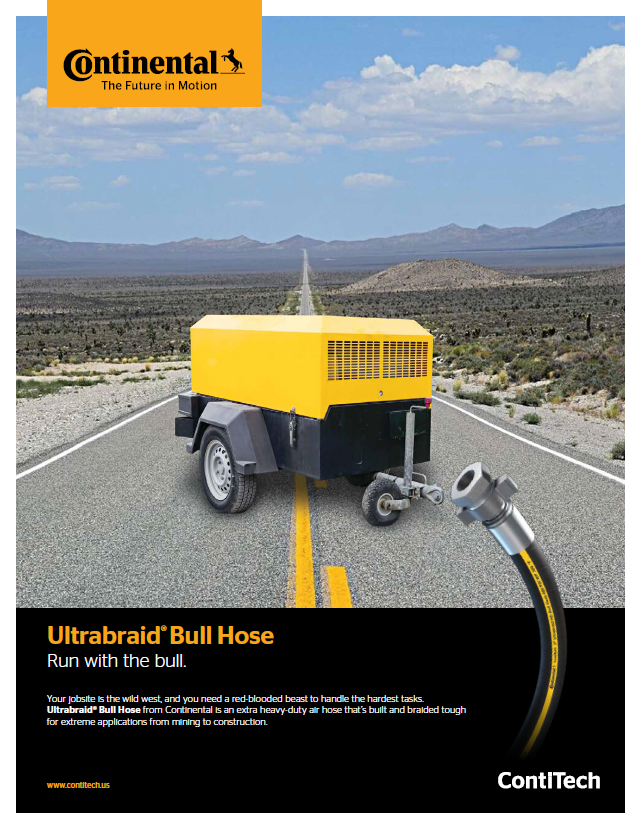 Continental
The Future in Motion
Ultrabraid® Bull Hose
Run with the bull.
Your jobsite is the wild west, and you need a red-blooded beast to handle the hardest tasks.
Ultrabraid® Bull Hose from Continental is an extra heavy-duty air hose that's built and braided tough
for extreme applications from mining to construction.
www.contitech.us
ContiTech